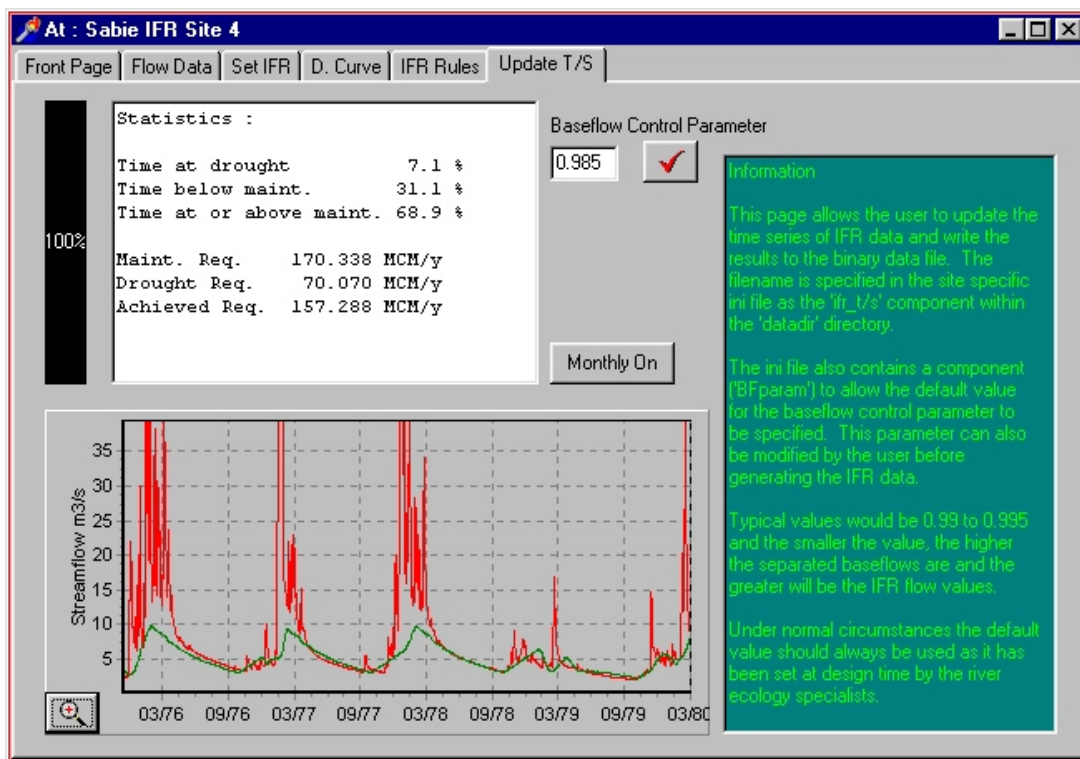 At : Sabie IFR Site 4
Front Page Flow Data Set IFR D. Curve IFR Rules Update T/S
100%
Statistics :
Time at drought 7.1 %
Time below maint. 31.1 %
Time at or above maint. 68.9 %
Maint. Req. 170.338 MCM/y
Drought Req. 70.070 MCM/y
Achieved Req. 157.288 MCM/y
Baseflow Control Parameter
0.985
Monthly On
Information
This page allows the user to update the
time series of IFR data and write the
results to the binary data file. The
filename is specified in the site specific
ini file as the 'ifr_t/s' component within
the 'datadir' directory.
The ini file also contains a component
('BFparam') to allow the default value
for the baseflow control parameter to
be specified. This parameter can also
be modified by the user before
generating the IFR data.
Typical values would be 0.99 to 0.995
and the smaller the value, the higher
the separated baseflows are and the
greater will be the IFR flow values.
Under normal circumstances the default
value should always be used as it has
been set at design time by the river
ecology specialists.
Streamflow m3/s
35
30
25
20
15
10
5
03/76 09/76 03/77 09/77 03/78 09/78 03/79 09/79 03/80